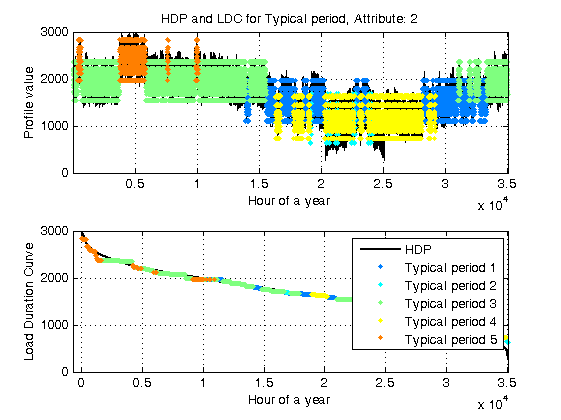 HDP and LDC for Typical period, Attribute: 2
3000
2000
1000
0
Profile value
0.5 1 1.5 2 2.5 3 3.5
Hour of a year
x 10^4
3000
2000
1000
0
Load Duration Curve
HDP
Typical period 1
Typical period 2
Typical period 3
Typical period 4
Typical period 5
0 0.5 1 1.5 2 2.5 3 3.5
Hour of a year
x 10^4